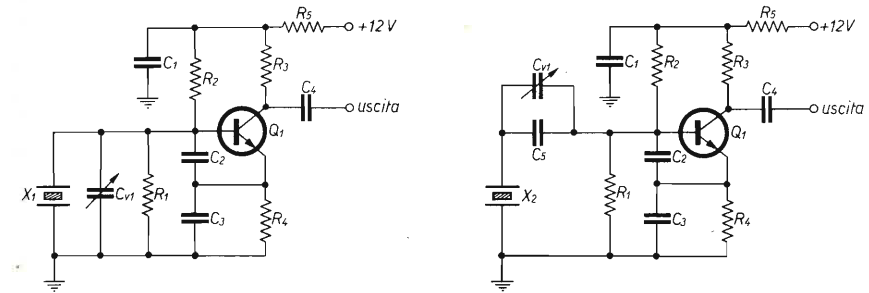 R5
+12V
C1
R2
R3
C4
uscita
Q1
C2
X1
Cv1
R1
C3
R4
R5
+12V
Cv1
C1
R2
R3
C4
uscita
C5
Q1
C2
X2
R1
C3
R4